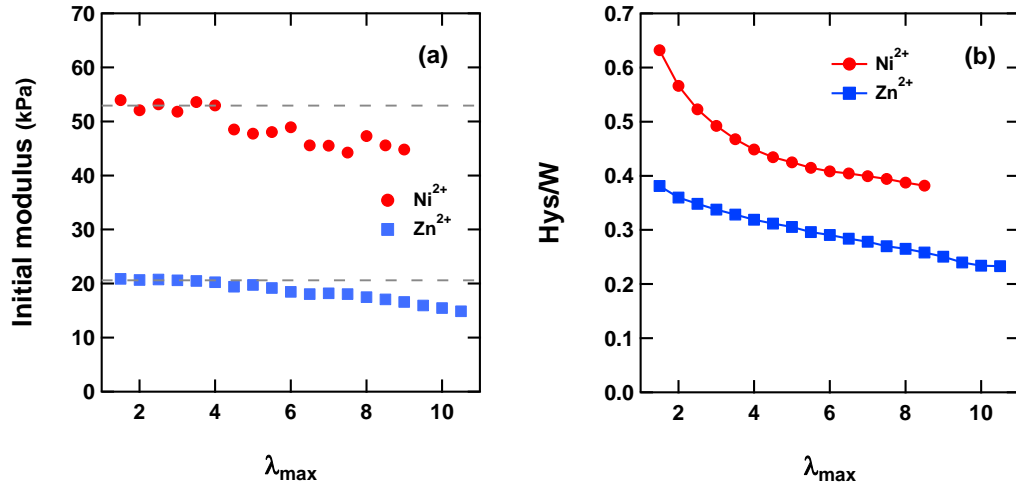 (a)
Initial modulus (kPa)
70
60
50
40
30
20
10
0
Ni2+
Zn2+
2
4
6
8
10
λmax
(b)
Hys/W
0.7
0.6
0.5
0.4
0.3
0.2
0.1
0.0
Ni2+
Zn2+
2
4
6
8
10
λmax